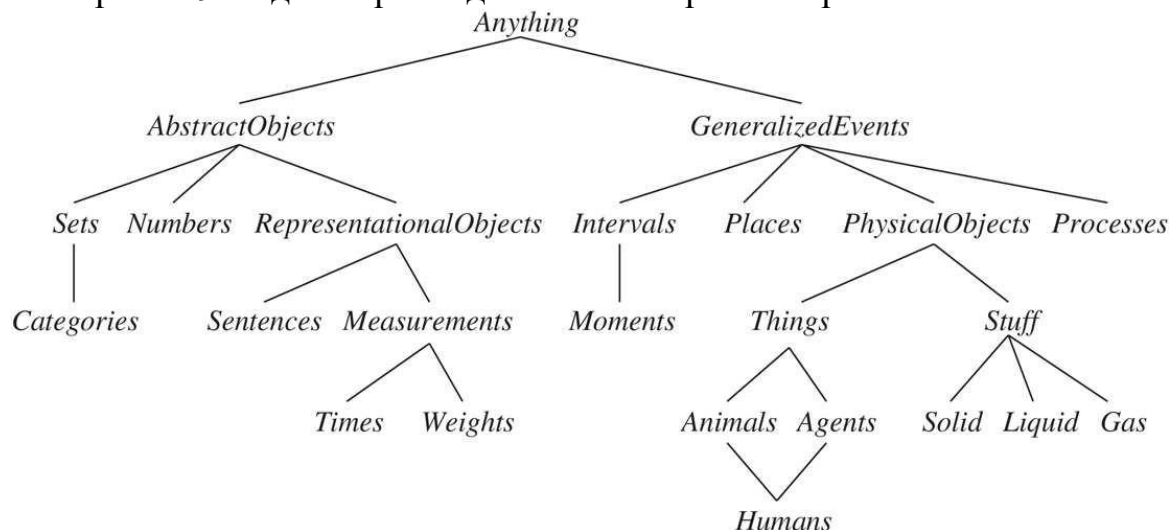 Anything
AbstractObjects GeneralizedEvents
Sets Numbers RepresentationalObjects Intervals Places PhysicalObjects Processes
Categories Sentences Measurements Moments Things Stuff
Times Weights Animals Agents Solid Liquid Gas
Humans